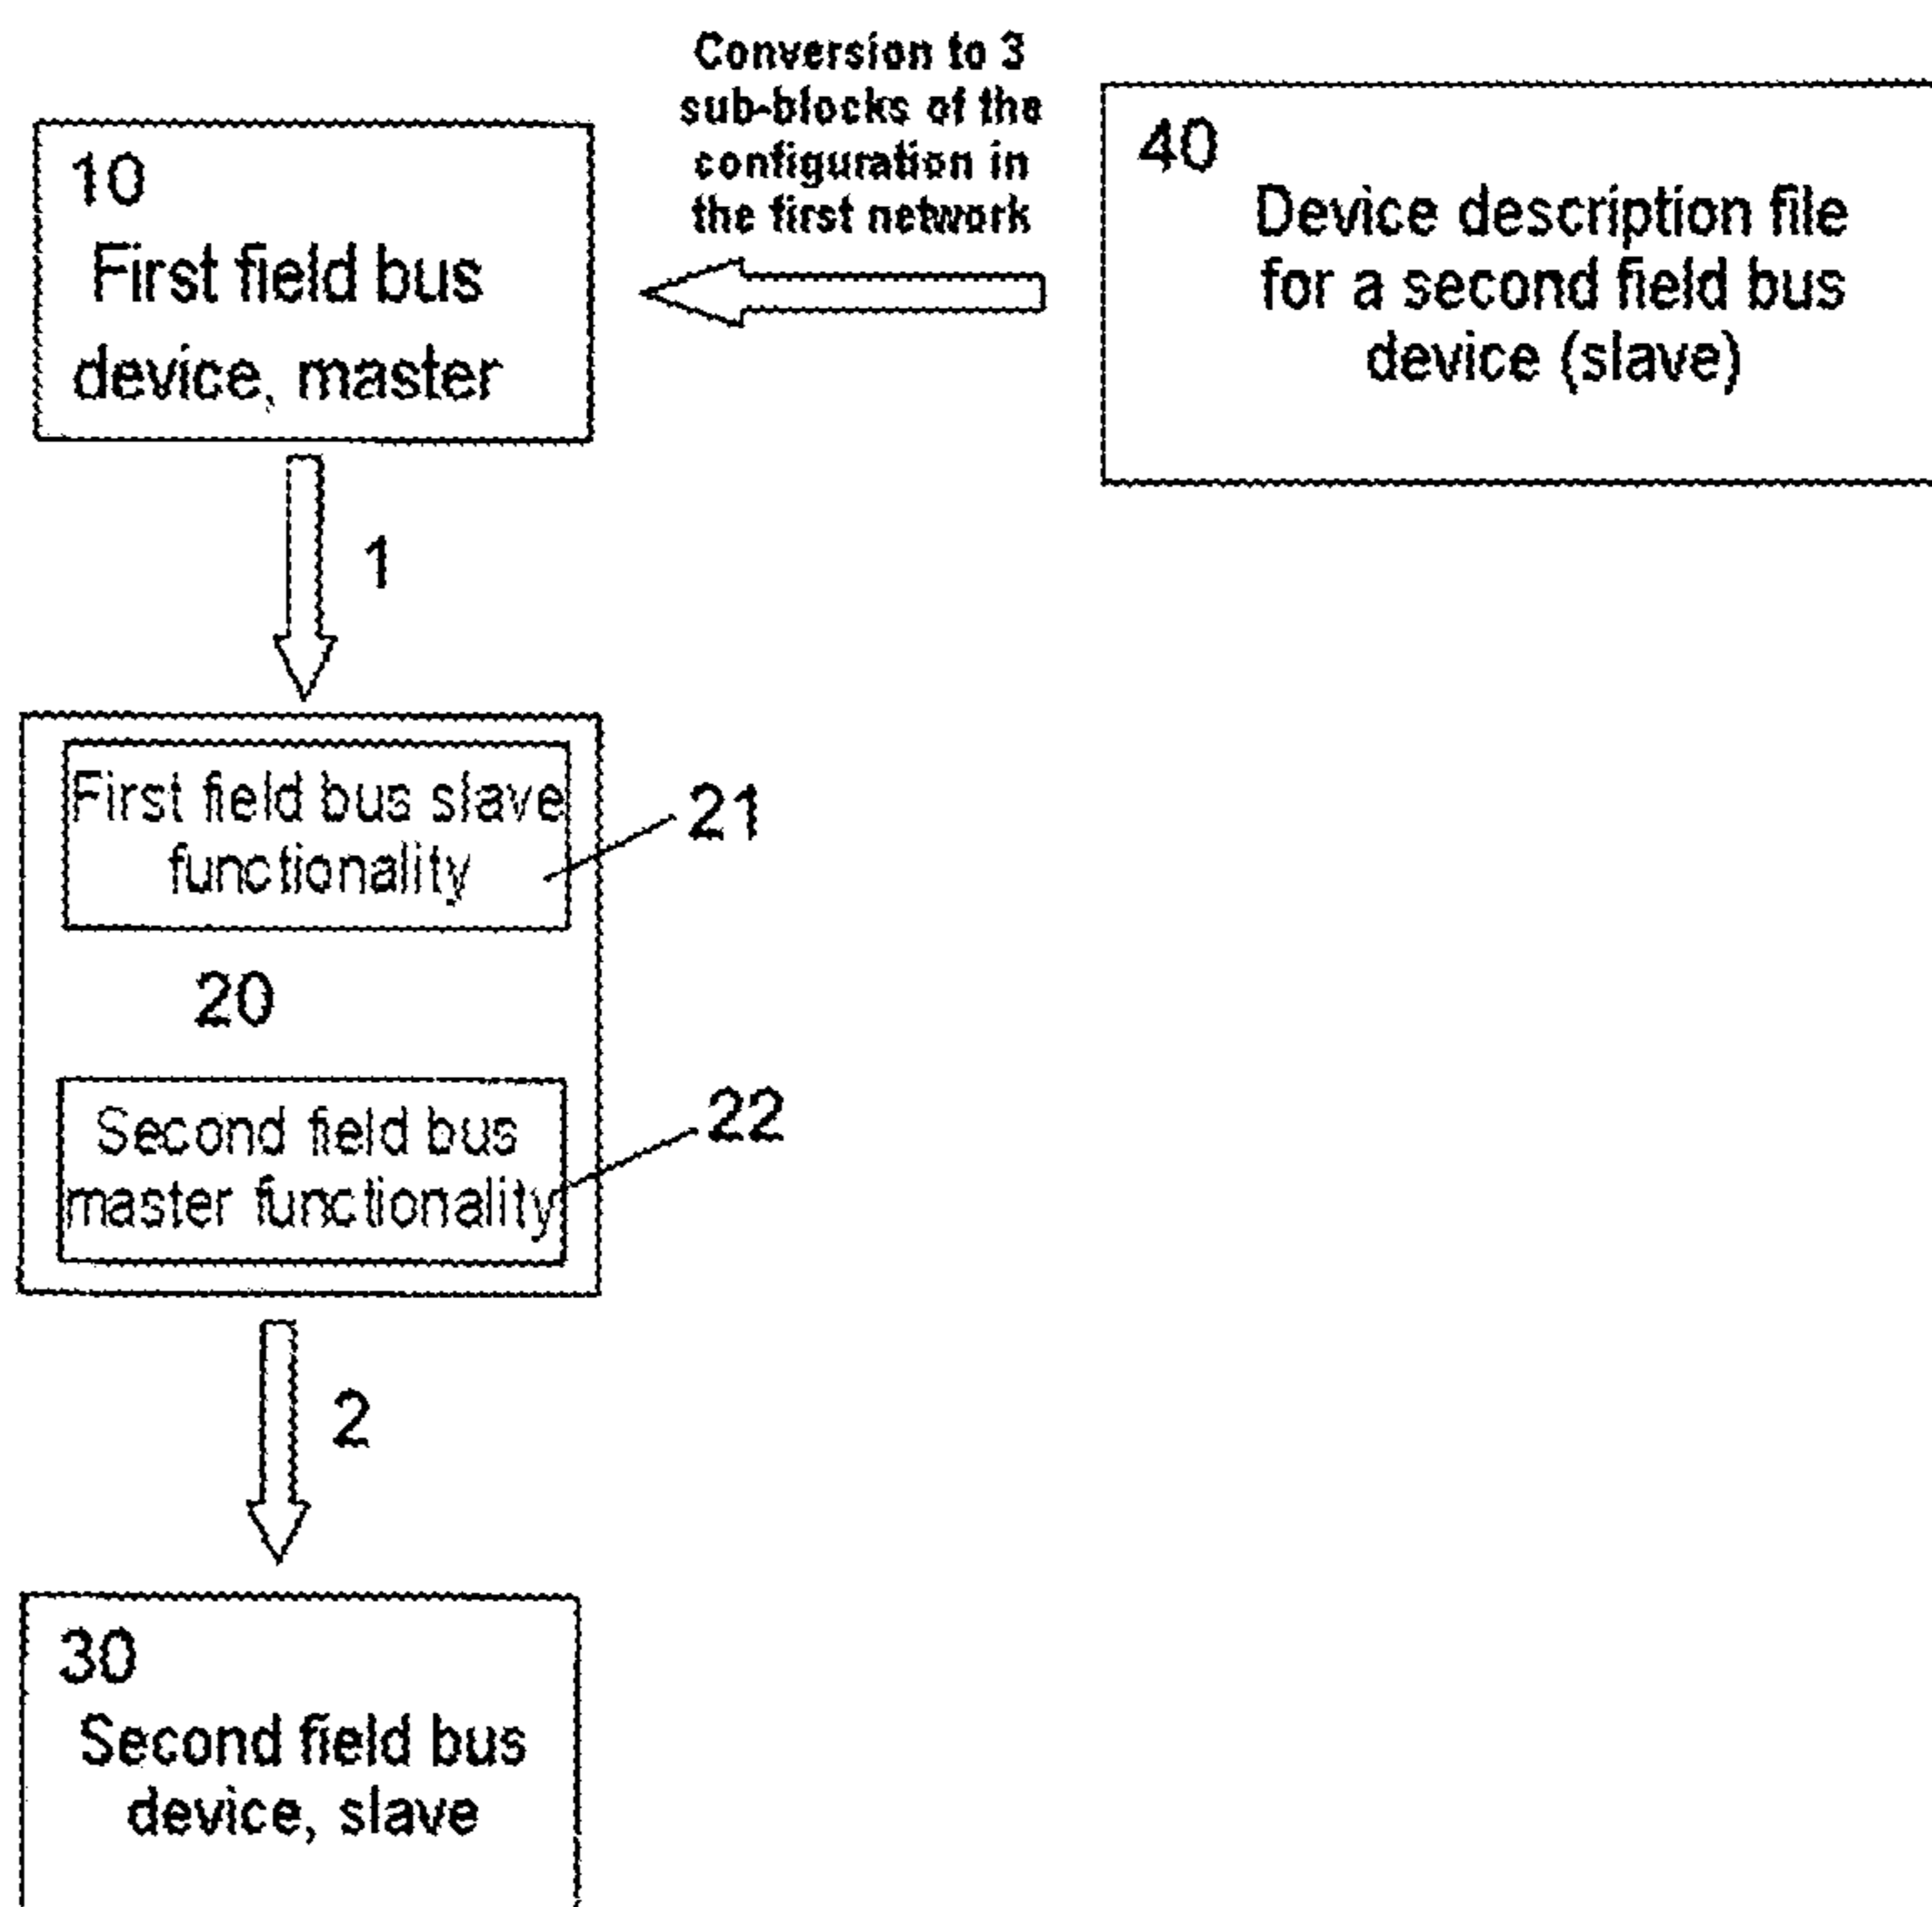 Conversion to 3
sub-blocks of the
configuration in
the first network
10
First field bus
device, master
40
Device description file
for a second field bus
device (slave)
1
First field bus slave
functionality
21
20
Second field bus
master functionality
22
2
30
Second field bus
device, slave